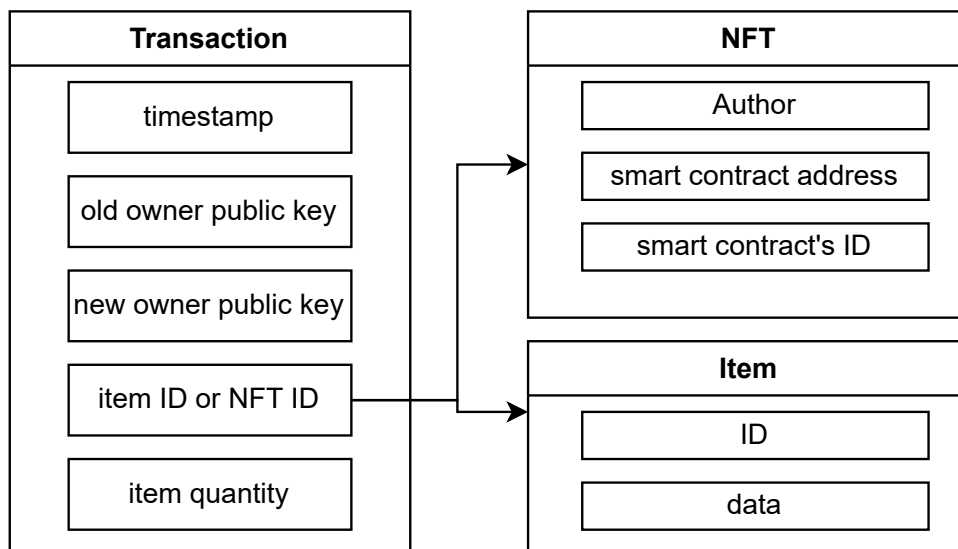 Transaction
timestamp
old owner public key
new owner public key
item ID or NFT ID
item quantity
NFT
Author
smart contract address
smart contract's ID
Item
ID
data